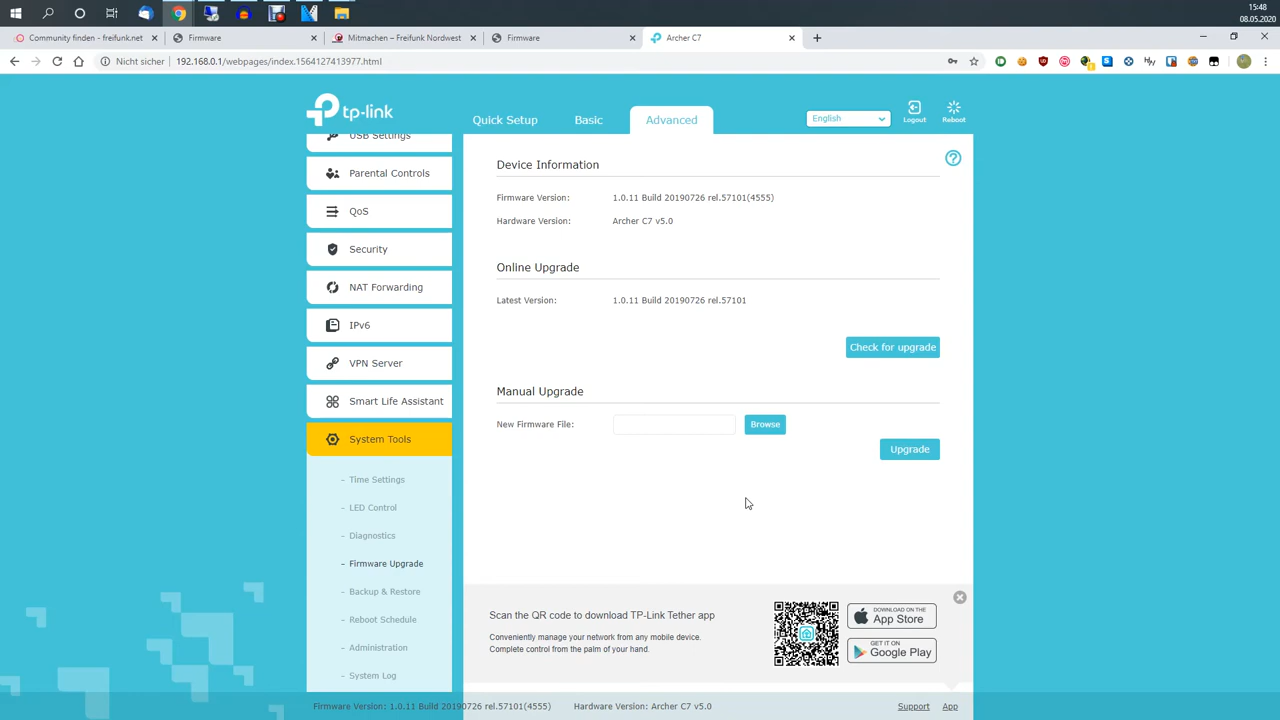 15:48
08.05.2020
Community finden - freifunk.net
Firmware
Mitmachen – Freifunk Nordwest
Firmware
Archer C7
Nicht sicher
192.168.0.1/webpages/index.1564127413977.html
tp-link
Quick Setup
Basic
Advanced
English
Logout
Reboot
USB Settings
Parental Controls
QoS
Security
NAT Forwarding
IPv6
VPN Server
Smart Life Assistant
System Tools
- Time Settings
- LED Control
- Diagnostics
- Firmware Upgrade
- Backup & Restore
- Reboot Schedule
- Administration
- System Log
Device Information
Firmware Version: 1.0.11 Build 20190726 rel.57101(4555)
Hardware Version: Archer C7 v5.0
Online Upgrade
Latest Version: 1.0.11 Build 20190726 rel.57101
Check for upgrade
Manual Upgrade
New Firmware File:
Browse
Upgrade
Scan the QR code to download TP-Link Tether app
Conveniently manage your network from any mobile device.
Complete control from the palm of your hand.
DOWNLOAD ON THE
App Store
GET IT ON
Google Play
Firmware Version: 1.0.11 Build 20190726 rel.57101(4555) Hardware Version: Archer C7 v5.0
Support
App